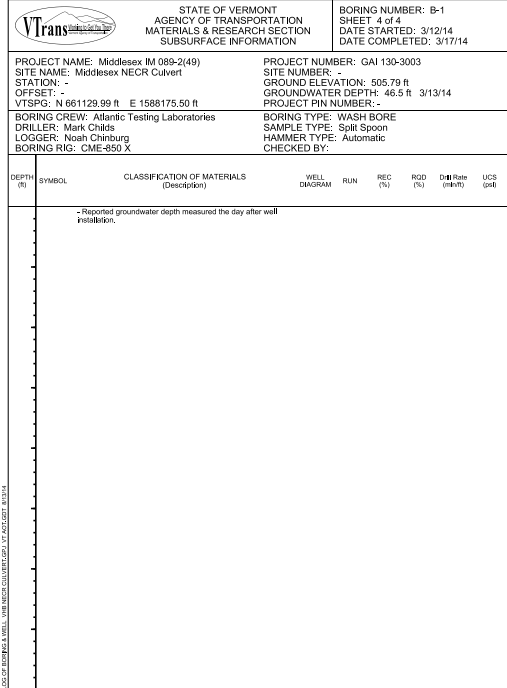 VTrans Working to Get You There
STATE OF VERMONT
AGENCY OF TRANSPORTATION
MATERIALS & RESEARCH SECTION
SUBSURFACE INFORMATION
BORING NUMBER: B-1
SHEET 4 of 4
DATE STARTED: 3/12/14
DATE COMPLETED: 3/17/14
PROJECT NAME: Middlesex IM 089-2(49)
SITE NAME: Middlesex NECR Culvert
STATION: -
OFFSET: -
VTSPG: N 661129.99 ft E 1588175.50 ft
PROJECT NUMBER: GAI 130-3003
SITE NUMBER: -
GROUND ELEVATION: 505.79 ft
GROUNDWATER DEPTH: 46.5 ft 3/13/14
PROJECT PIN NUMBER: -
BORING CREW: Atlantic Testing Laboratories
DRILLER: Mark Childs
LOGGER: Noah Chinburg
BORING RIG: CME-850 X
BORING TYPE: WASH BORE
SAMPLE TYPE: Split Spoon
HAMMER TYPE: Automatic
CHECKED BY:
DEPTH (ft)
SYMBOL
CLASSIFICATION OF MATERIALS
(Description)
WELL DIAGRAM
RUN
REC (%)
RQD (%)
Drill Rate (min/ft)
UCS (psi)
- Reported groundwater depth measured the day after well
installation.
OG OF BORING & WELL VHB NECR CULVERT.GPJ VT AOT.GDT 8/13/14